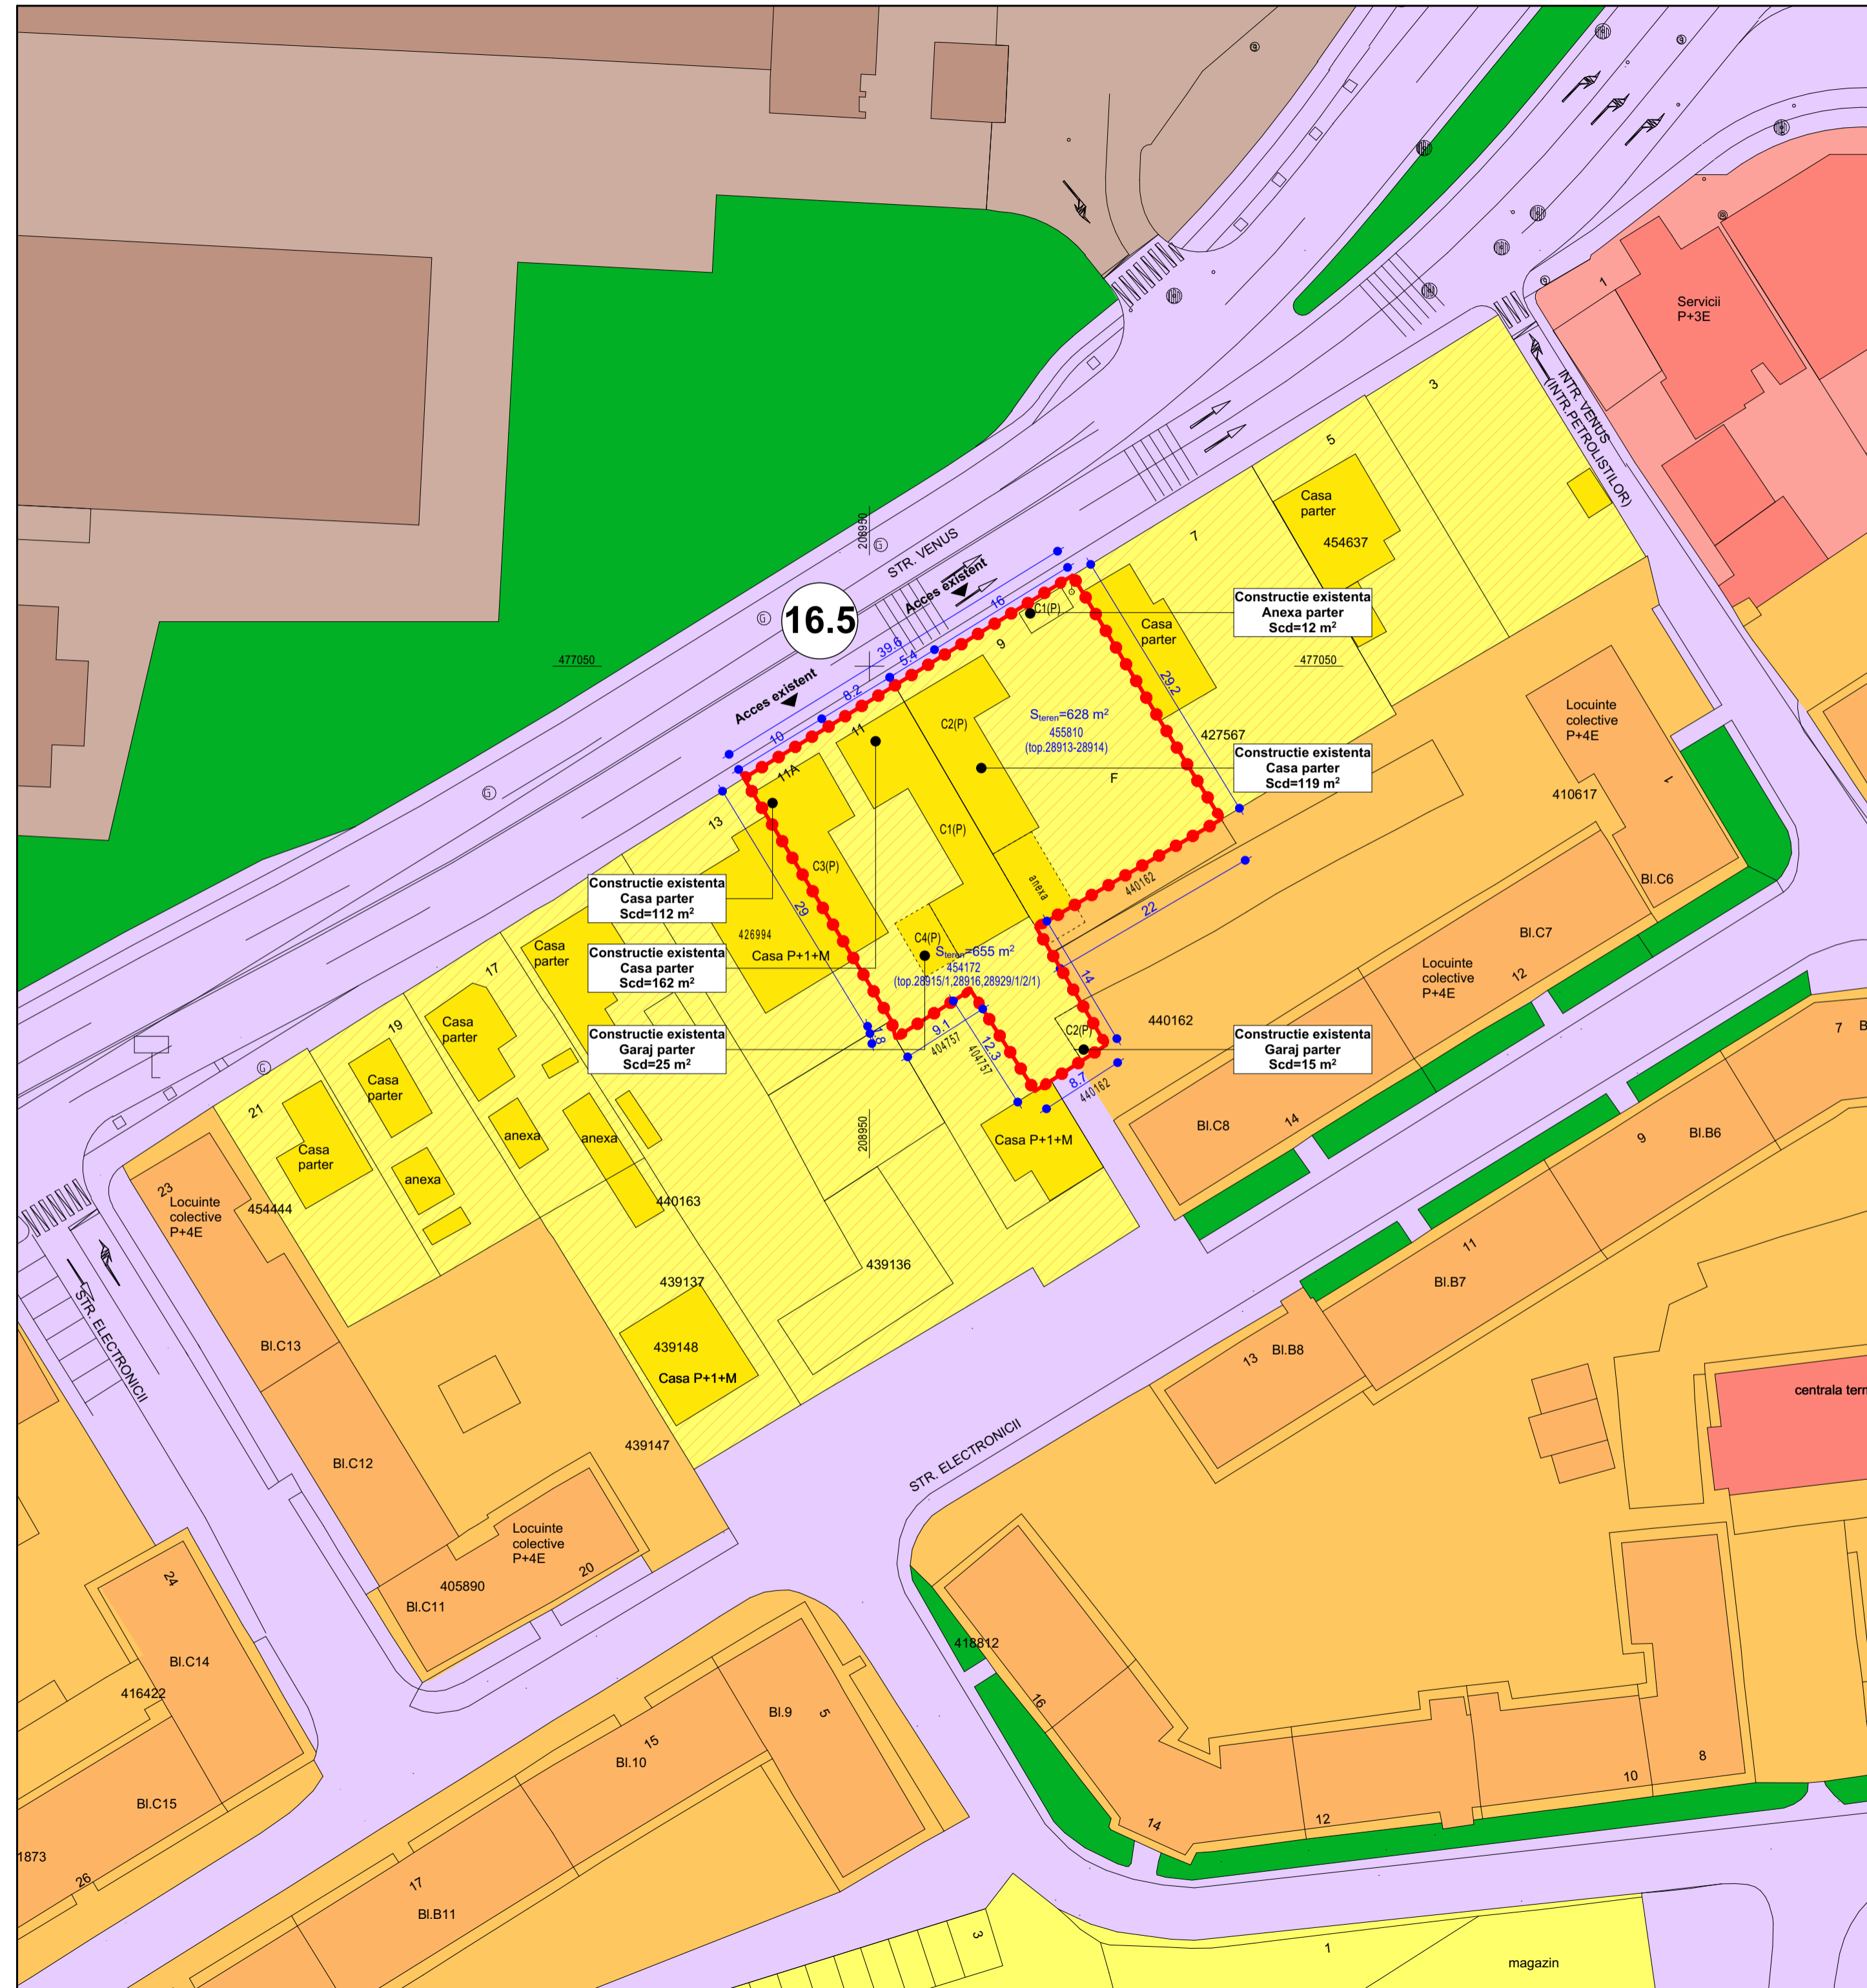 1
Servicii
P+3E
INTR. VENUS
(INTR.PETROLISTILOR)
3
5
Casa
parter
454637
7
208950
G
STR. VENUS
Acces existent
16.5
16
C1(P)
Constructie existenta
Anexa parter
Scd=12 m²
Casa
parter
39.6
5.4
9
477050
477050
8.2
Acces existent
10
11
C2(P)
Steren=628 m²
455810
(top.28913-28914)
29.2
427567
F
Constructie existenta
Casa parter
Scd=119 m²
Locuinte
colective
P+4E
1
410617
Bl.C6
G
G
11A
13
C1(P)
C3(P)
anexa
440162
22
Constructie existenta
Casa parter
Scd=112 m²
29
426994
Casa P+1+M
C4(P)
Steren=655 m²
454172
(top.28915/1,28916,28929/1/2/1)
14
Constructie existenta
Casa parter
Scd=162 m²
Constructie existenta
Garaj parter
Scd=25 m²
1.8
9.1
404757
12.3
404757
C2(P)
8.7
440162
440162
Constructie existenta
Garaj parter
Scd=15 m²
Bl.C7
Locuinte
colective
P+4E
12
Bl.C8
14
7
9
Bl.B6
11
Bl.B7
13
Bl.B8
Casa P+1+M
208950
17
Casa
parter
19
Casa
parter
G
21
Casa
parter
Casa
parter
anexa
anexa
anexa
440163
23
Locuinte
colective
P+4E
454444
439136
439137
439148
Casa P+1+M
439147
STR. ELECTRONICII
Bl.C13
Bl.C12
Locuinte
colective
P+4E
20
405890
Bl.C11
STR. ELECTRONICII
centrala term
24
Bl.C14
416422
Bl.C15
1873
26
418812
16
14
12
10
8
Bl.9
5
15
Bl.10
17
Bl.B11
3
1
magazin